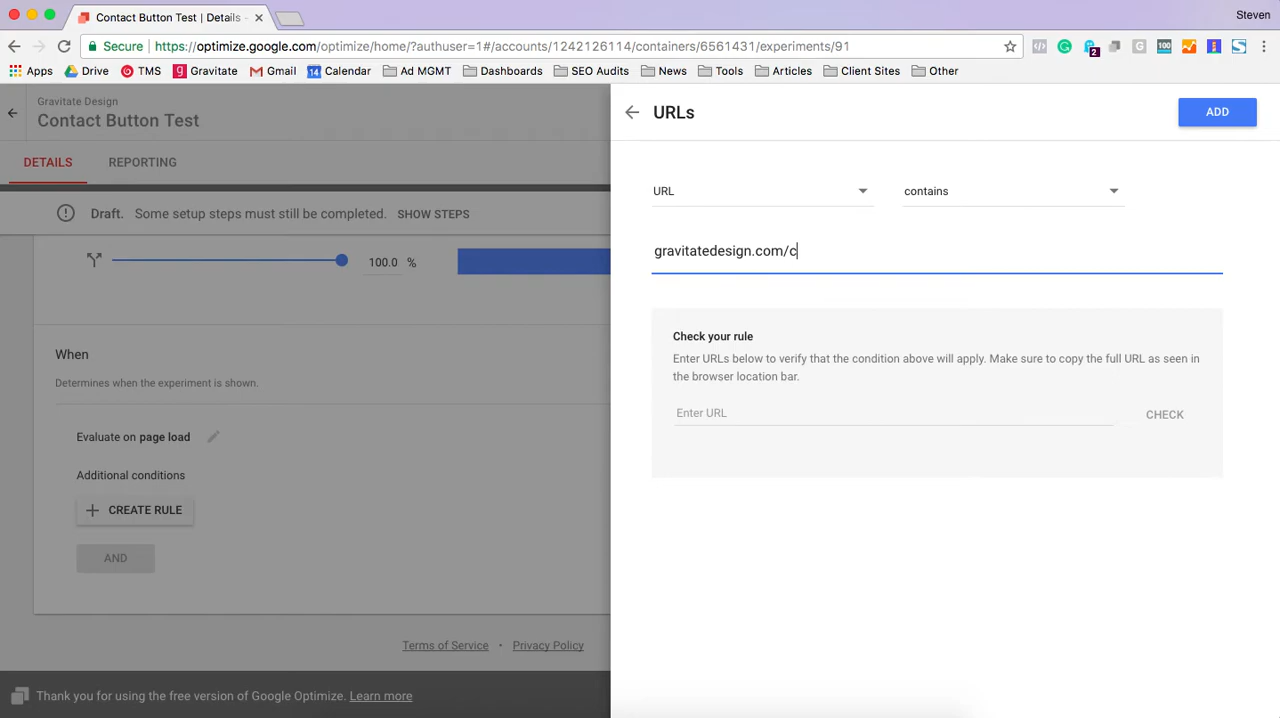 Contact Button Test | Details - 
Steven
Secure
https://optimize.google.com/optimize/home/?authuser=1#/accounts/1242126114/containers/6561431/experiments/91
2
Apps Drive TMS Gravitate Gmail 14 Calendar Ad MGMT Dashboards SEO Audits News Tools Articles Client Sites Other
Gravitate Design
Contact Button Test
DETAILS REPORTING
Draft. Some setup steps must still be completed. SHOW STEPS
100.0 %
When
Determines when the experiment is shown.
Evaluate on page load
Additional conditions
CREATE RULE
AND
Terms of Service • Privacy Policy
Thank you for using the free version of Google Optimize. Learn more
URLs
ADD
URL contains
gravitatedesign.com/c
Check your rule
Enter URLs below to verify that the condition above will apply. Make sure to copy the full URL as seen in
the browser location bar.
Enter URL CHECK